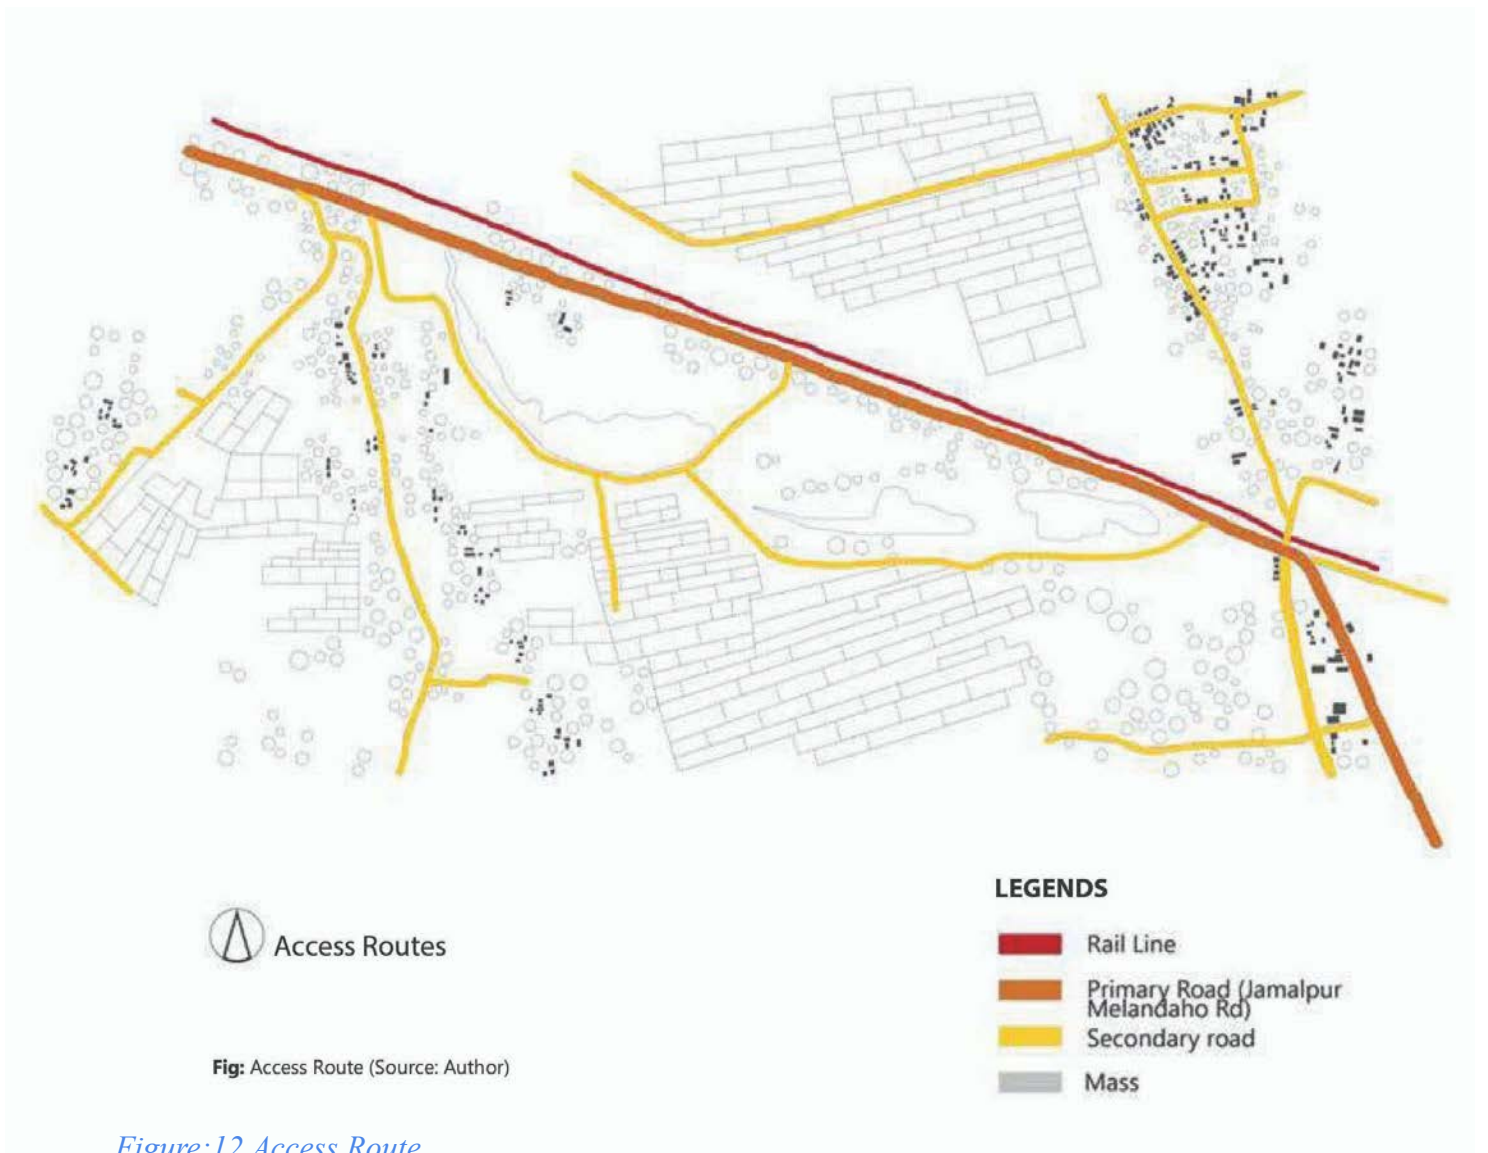 Access Routes
Fig: Access Route (Source: Author)
LEGENDS
Rail Line
Primary Road (Jamalpur
Melandaho Rd)
Secondary road
Mass
Figure:12 Access Route